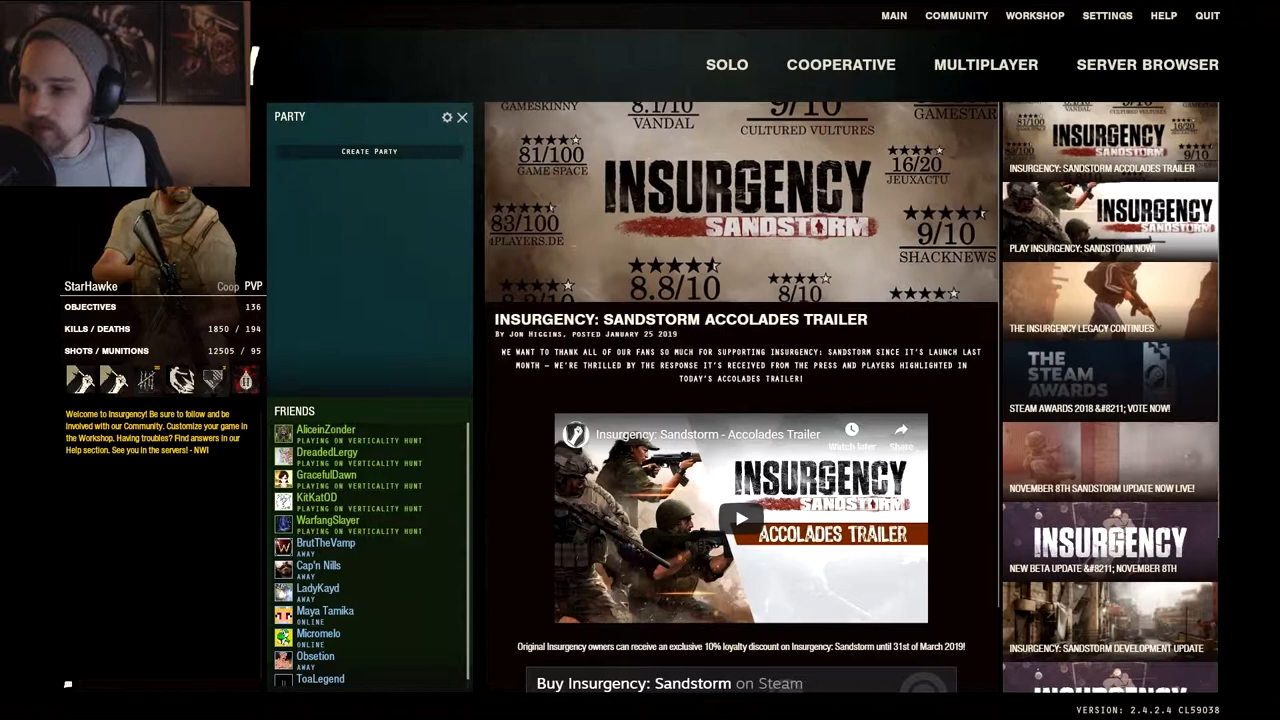 MAIN COMMUNITY WORKSHOP SETTINGS HELP QUIT
SOLO COOPERATIVE MULTIPLAYER SERVER BROWSER
StarHawke Coop PVP
OBJECTIVES 136
KILLS / DEATHS 1850 / 194
SHOTS / MUNITIONS 12505 / 95
Welcome to Insurgency! Be sure to follow and be
involved with our Community. Customize your game in
the Workshop. Having troubles? Find answers in our
Help section. See you in the servers! - NWI
PARTY
CREATE PARTY
FRIENDS
AliceinZonder
PLAYING ON VERTICALITY HUNT
DreadedLergy
PLAYING ON VERTICALITY HUNT
GracefulDawn
PLAYING ON VERTICALITY HUNT
KitKatOD
PLAYING ON VERTICALITY HUNT
WarfangSlayer
PLAYING ON VERTICALITY HUNT
BrutTheVamp
AWAY
Cap'n Nills
AWAY
LadyKayd
AWAY
Maya Tamika
ONLINE
Micromelo
ONLINE
Obsetion
AWAY
ToaLegend
GAMESKINNY
8.1/10
VANDAL
9/10
CULTURED VULTURES
GAMESTAR
81/100
GAME SPACE
INSURGENCY
SANDSTORM
16/20
JEUXACTU
83/100
4PLAYERS.DE
9/10
SHACKNEWS
8.8/10
8/10
INSURGENCY: SANDSTORM ACCOLADES TRAILER
BY JON HIGGINS, POSTED JANUARY 25 2019
WE WANT TO THANK ALL OF OUR FANS SO MUCH FOR SUPPORTING INSURGENCY: SANDSTORM SINCE IT'S LAUNCH LAST
MONTH – WE'RE THRILLED BY THE RESPONSE IT'S RECEIVED FROM THE PRESS AND PLAYERS HIGHLIGHTED IN
TODAY'S ACCOLADES TRAILER!
Insurgency: Sandstorm - Accolades Trailer
Watch later Share
INSURGENCY
SANDSTORM
ACCOLADES TRAILER
Original Insurgency owners can receive an exclusive 10% loyalty discount on Insurgency: Sandstorm until 31st of March 2019!
Buy Insurgency: Sandstorm on Steam
81/100
INSURGENCY
SANDSTORM
16/20
9/10
INSURGENCY: SANDSTORM ACCOLADES TRAILER
INSURGENCY
SANDSTORM
PLAY INSURGENCY: SANDSTORM NOW!
THE INSURGENCY LEGACY CONTINUES
THE
STEAM
AWARDS
STEAM AWARDS 2018 &#8211; VOTE NOW!
NOVEMBER 8TH SANDSTORM UPDATE NOW LIVE!
INSURGENCY
NEW BETA UPDATE &#8211; NOVEMBER 8TH
INSURGENCY: SANDSTORM DEVELOPMENT UPDATE
INSURGENCY
VERSION: 2.4.2.4 CL59038